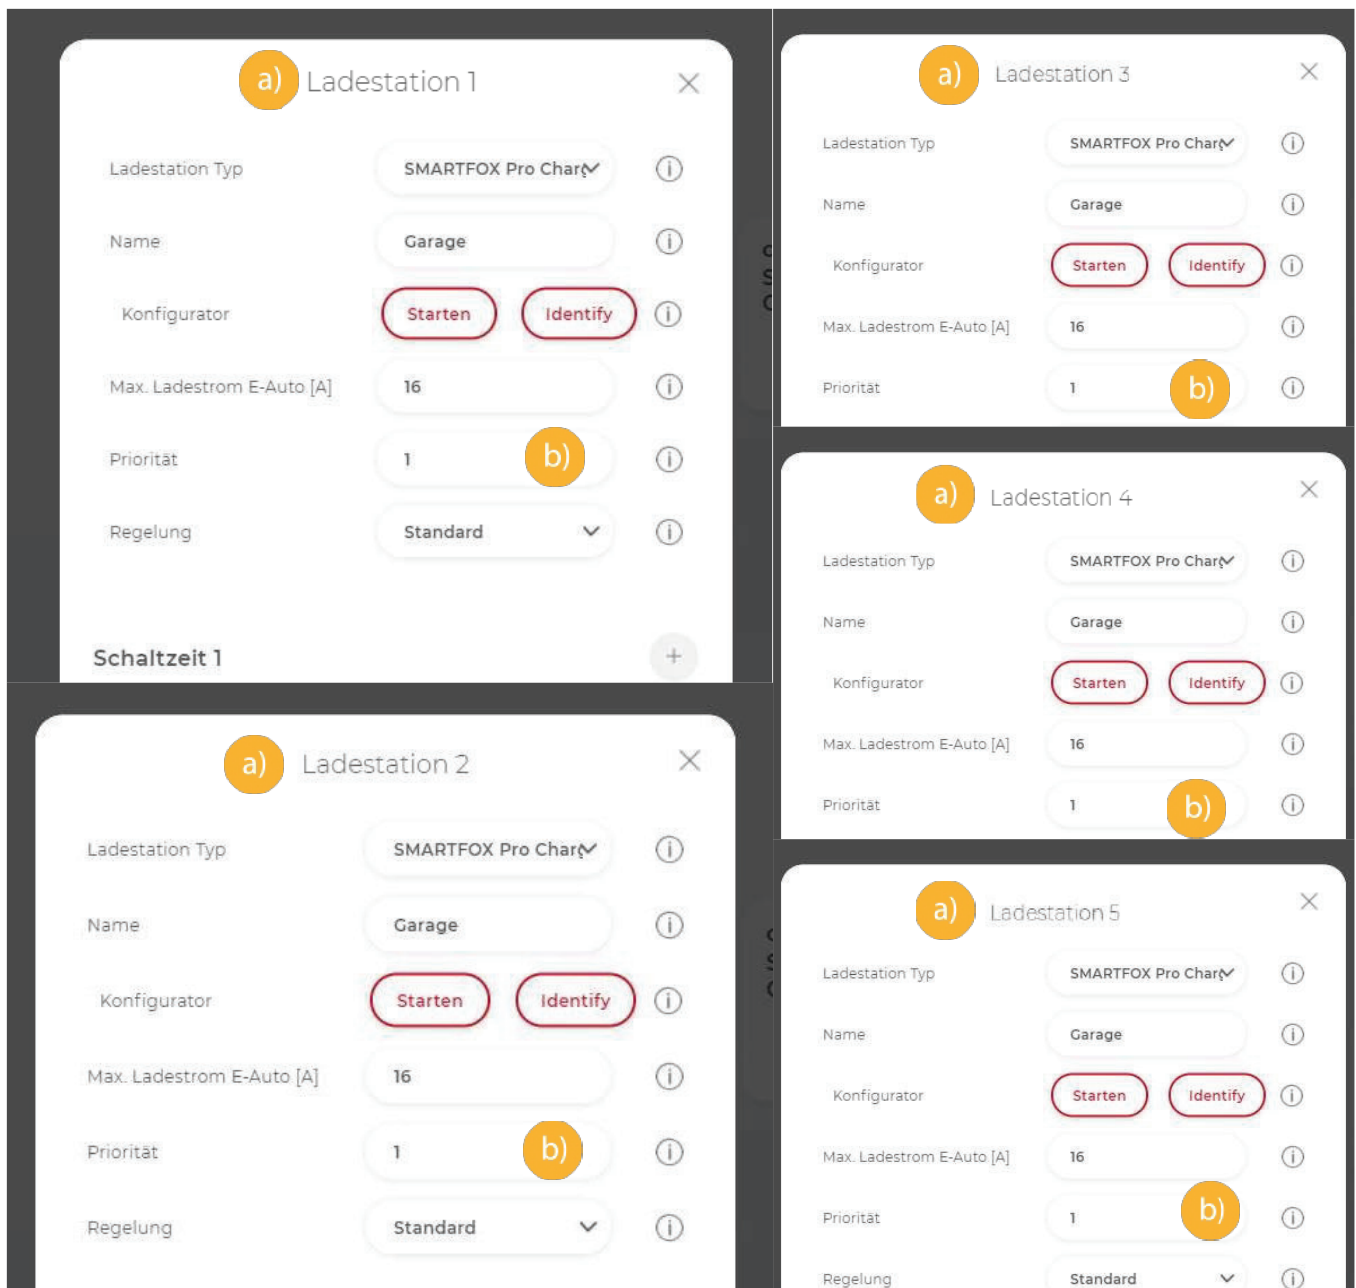 a) Ladestation 1
Ladestation Typ SMARTFOX Pro Char
Name Garage
Konfigurator Starten Identify
Max. Ladestrom E-Auto [A] 16
Priorität 1 b)
Regelung Standard
Schaltzeit 1
a) Ladestation 2
Ladestation Typ SMARTFOX Pro Char
Name Garage
Konfigurator Starten Identify
Max. Ladestrom E-Auto [A] 16
Priorität 1 b)
Regelung Standard
a) Ladestation 3
Ladestation Typ SMARTFOX Pro Char
Name Garage
Konfigurator Starten Identify
Max. Ladestrom E-Auto [A] 16
Priorität 1 b)
a) Ladestation 4
Ladestation Typ SMARTFOX Pro Char
Name Garage
Konfigurator Starten Identify
Max. Ladestrom E-Auto [A] 16
Priorität 1 b)
a) Ladestation 5
Ladestation Typ SMARTFOX Pro Char
Name Garage
Konfigurator Starten Identify
Max. Ladestrom E-Auto [A] 16
Priorität 1 b)
Regelung Standard